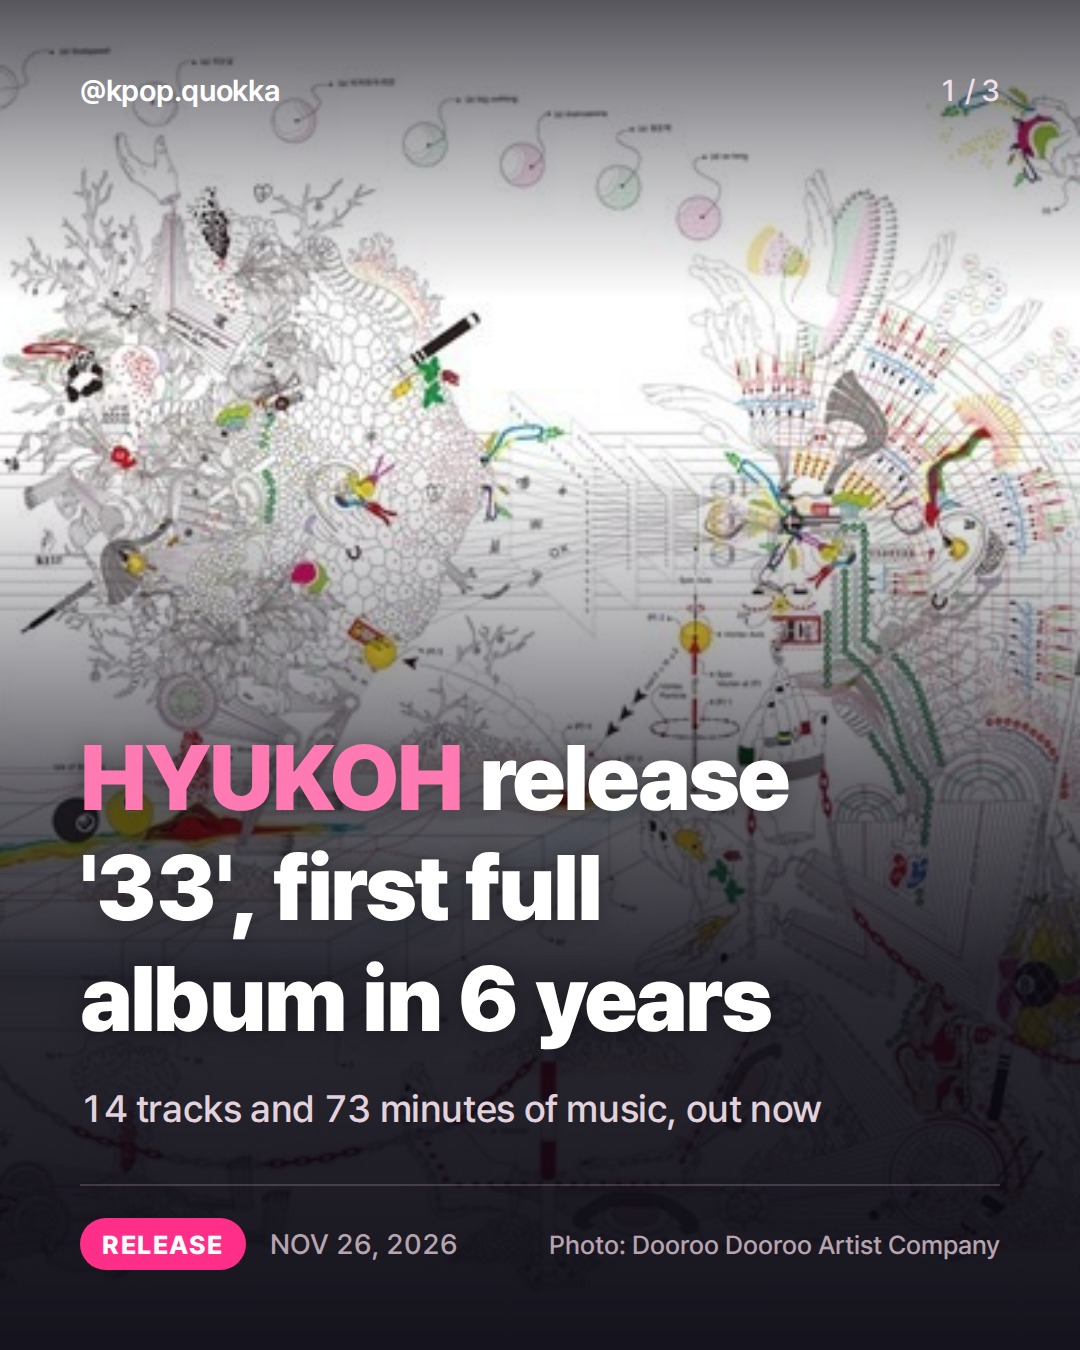 @kpop.quokka
1 / 3
HYUKOH release
'33', first full
album in 6 years
14 tracks and 73 minutes of music, out now
RELEASE
NOV 26, 2026
Photo: Dooroo Dooroo Artist Company